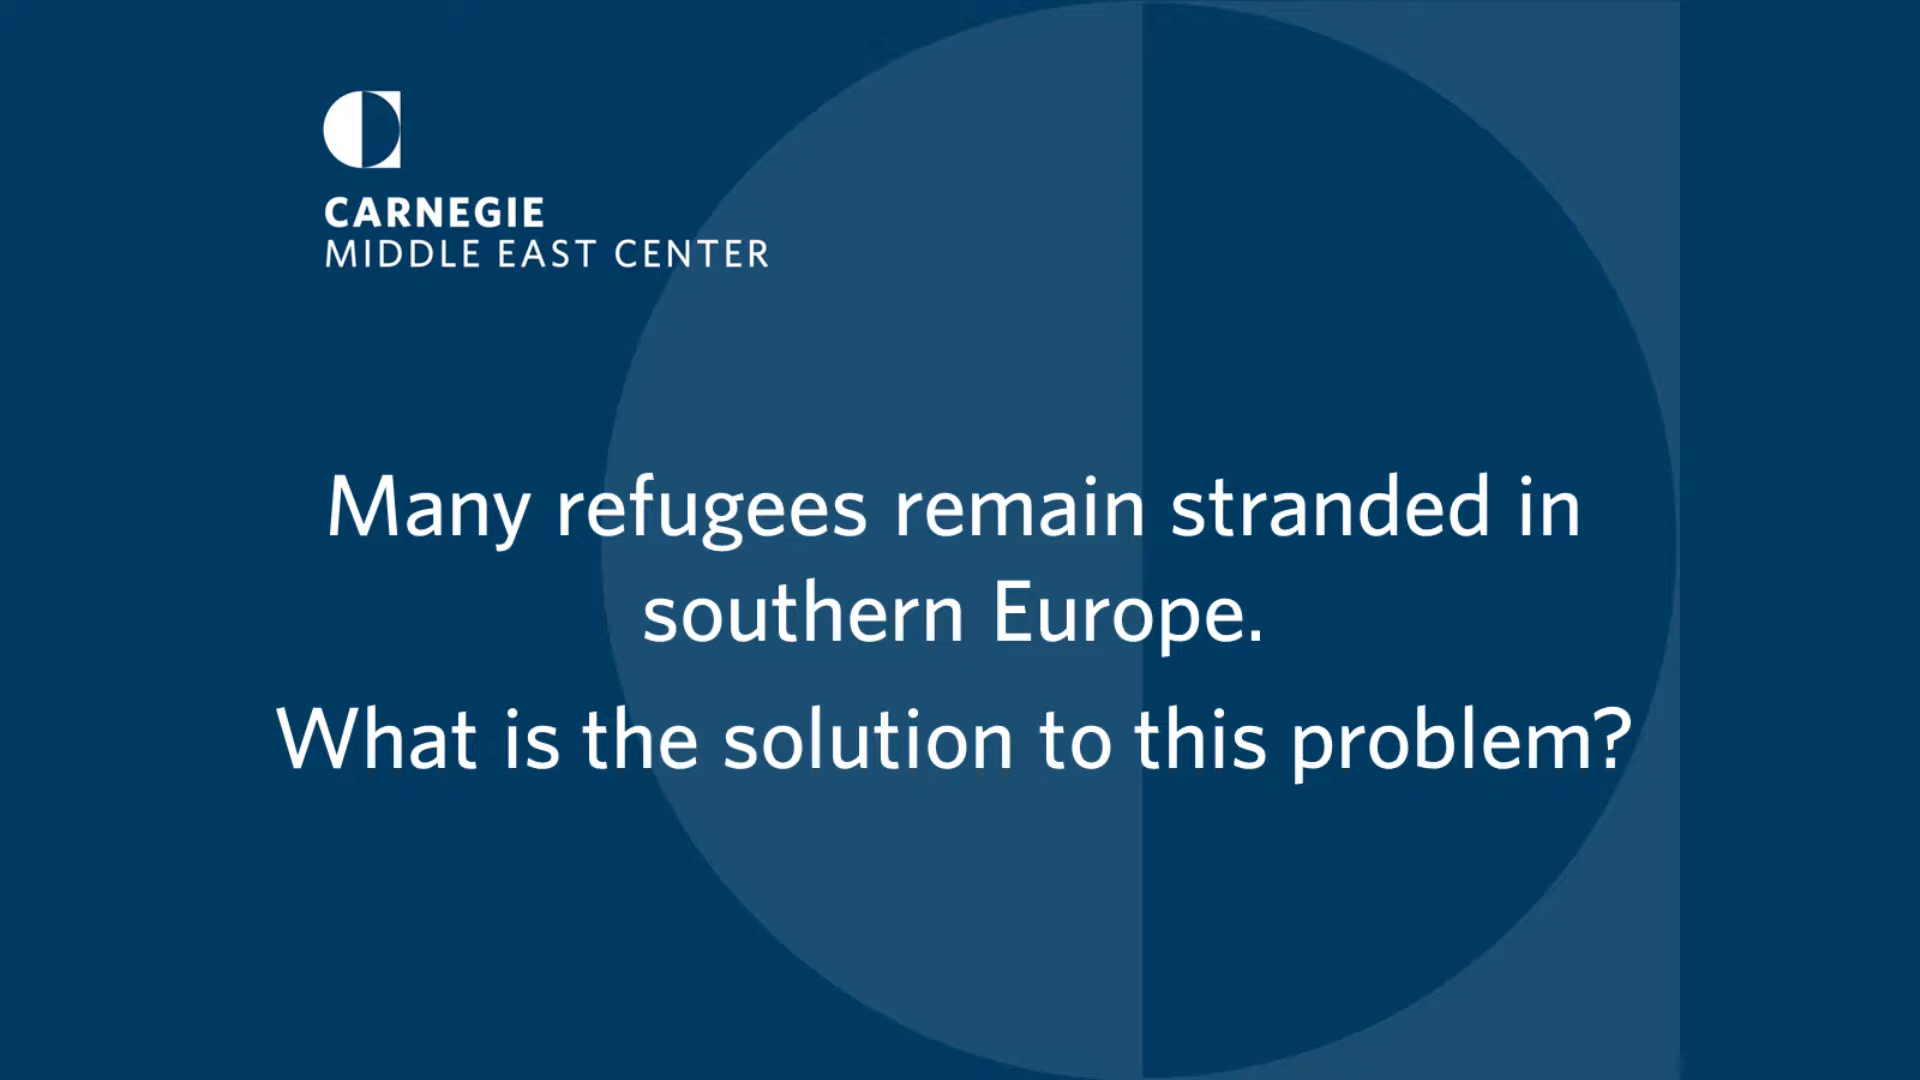 CARNEGIE
MIDDLE EAST CENTER
Many refugees remain stranded in
southern Europe.
What is the solution to this problem?